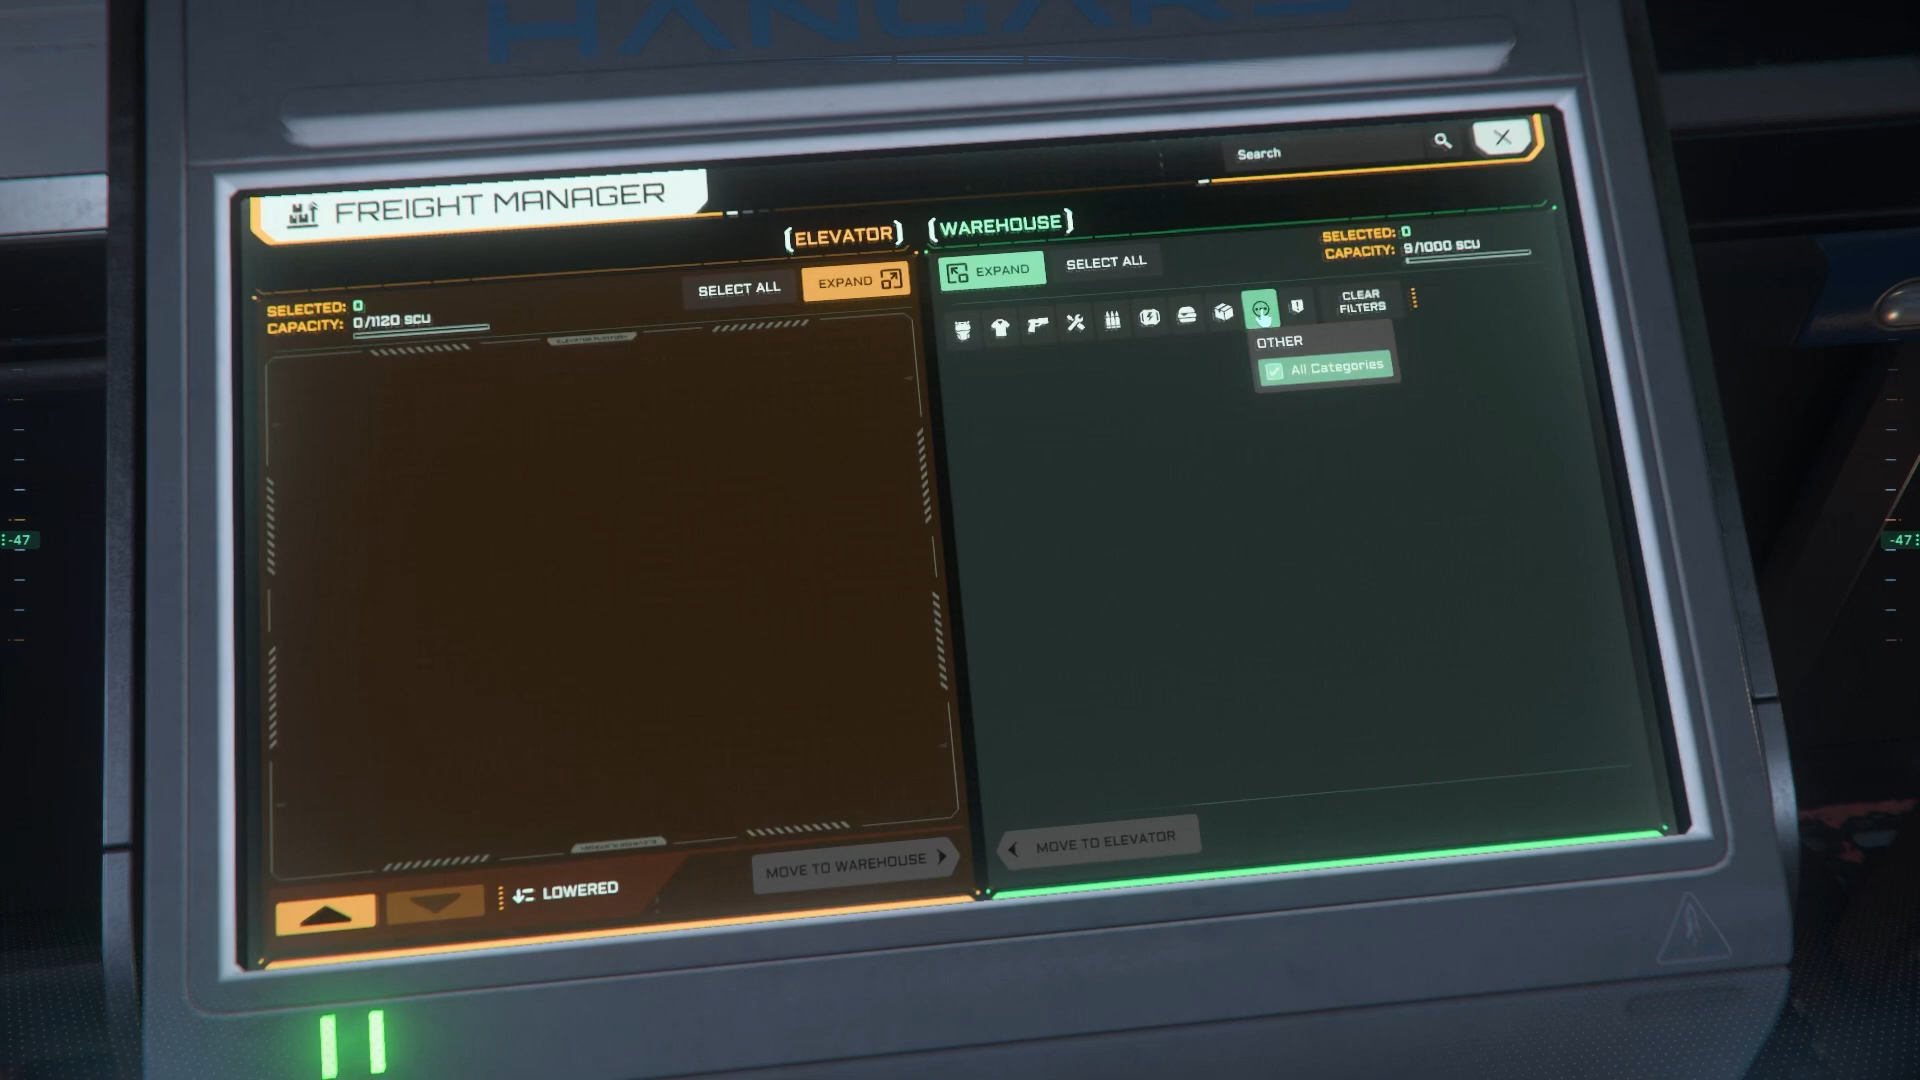 HANGARS
Search
FREIGHT MANAGER
[ELEVATOR]
[WAREHOUSE]
SELECTED: 0
CAPACITY: 9/1000 SCU
SELECT ALL
EXPAND
EXPAND
SELECT ALL
SELECTED: 0
CAPACITY: 0/1120 SCU
CLEAR
FILTERS
OTHER
All Categories
-47
-47
MOVE TO WAREHOUSE
MOVE TO ELEVATOR
LOWERED